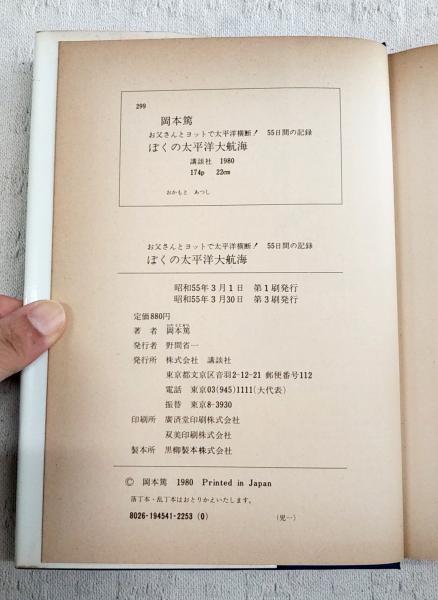 299
岡本篤
お父さんとヨットで太平洋横断! 55日間の記録
ぼくの太平洋大航海
講談社 1980
174p 22cm
おかもと あつし
お父さんとヨットで太平洋横断! 55日間の記録
ぼくの太平洋大航海
昭和55年3月1日 第1刷発行
昭和55年3月30日 第3刷発行
定価880円
著者 岡本篤
発行者 野間省一
発行所 株式会社 講談社
東京都文京区音羽2-12-21 郵便番号112
電話 東京03(945)1111(大代表)
振替 東京8-3930
印刷所 廣済堂印刷株式会社
双美印刷株式会社
製本所 黒柳製本株式会社
© 岡本篤 1980 Printed in Japan
落丁本・乱丁本はおとりかえいたします。
8026-194541-2253 (0) (児一)